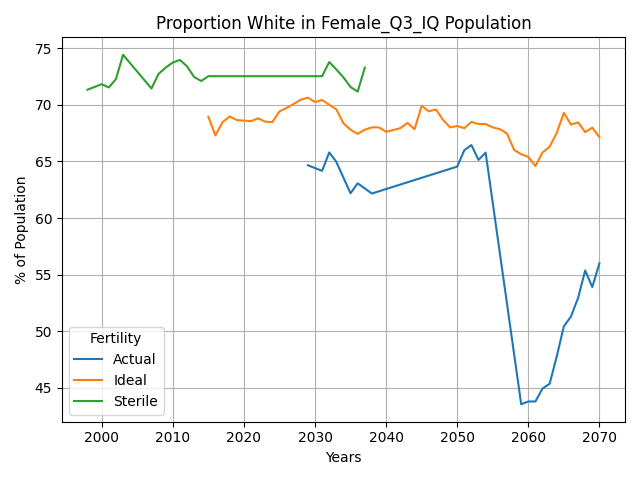 Proportion White in Female_Q3_IQ Population
% of Population
75
70
65
60
55
50
45
Fertility
Actual
Ideal
Sterile
2000 2010 2020 2030 2040 2050 2060 2070
Years